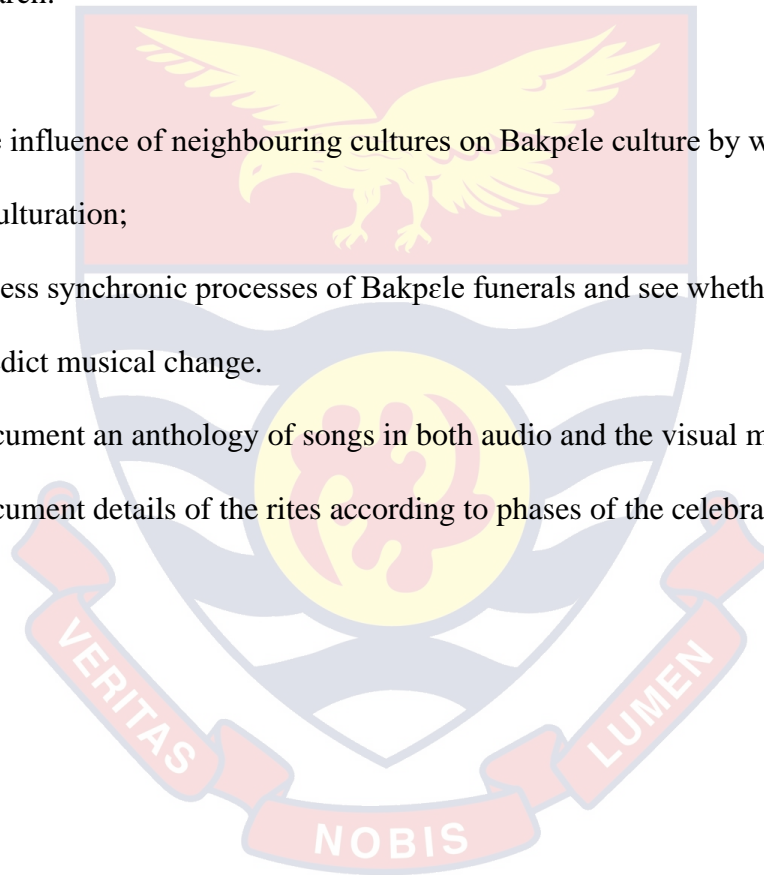 e influence of neighbouring cultures on Bakpɛle culture by w
ulturation;
ess synchronic processes of Bakpɛle funerals and see wheth
dict musical change.
cument an anthology of songs in both audio and the visual m
cument details of the rites according to phases of the celebra
VERITAS
NOBIS
LUMEN